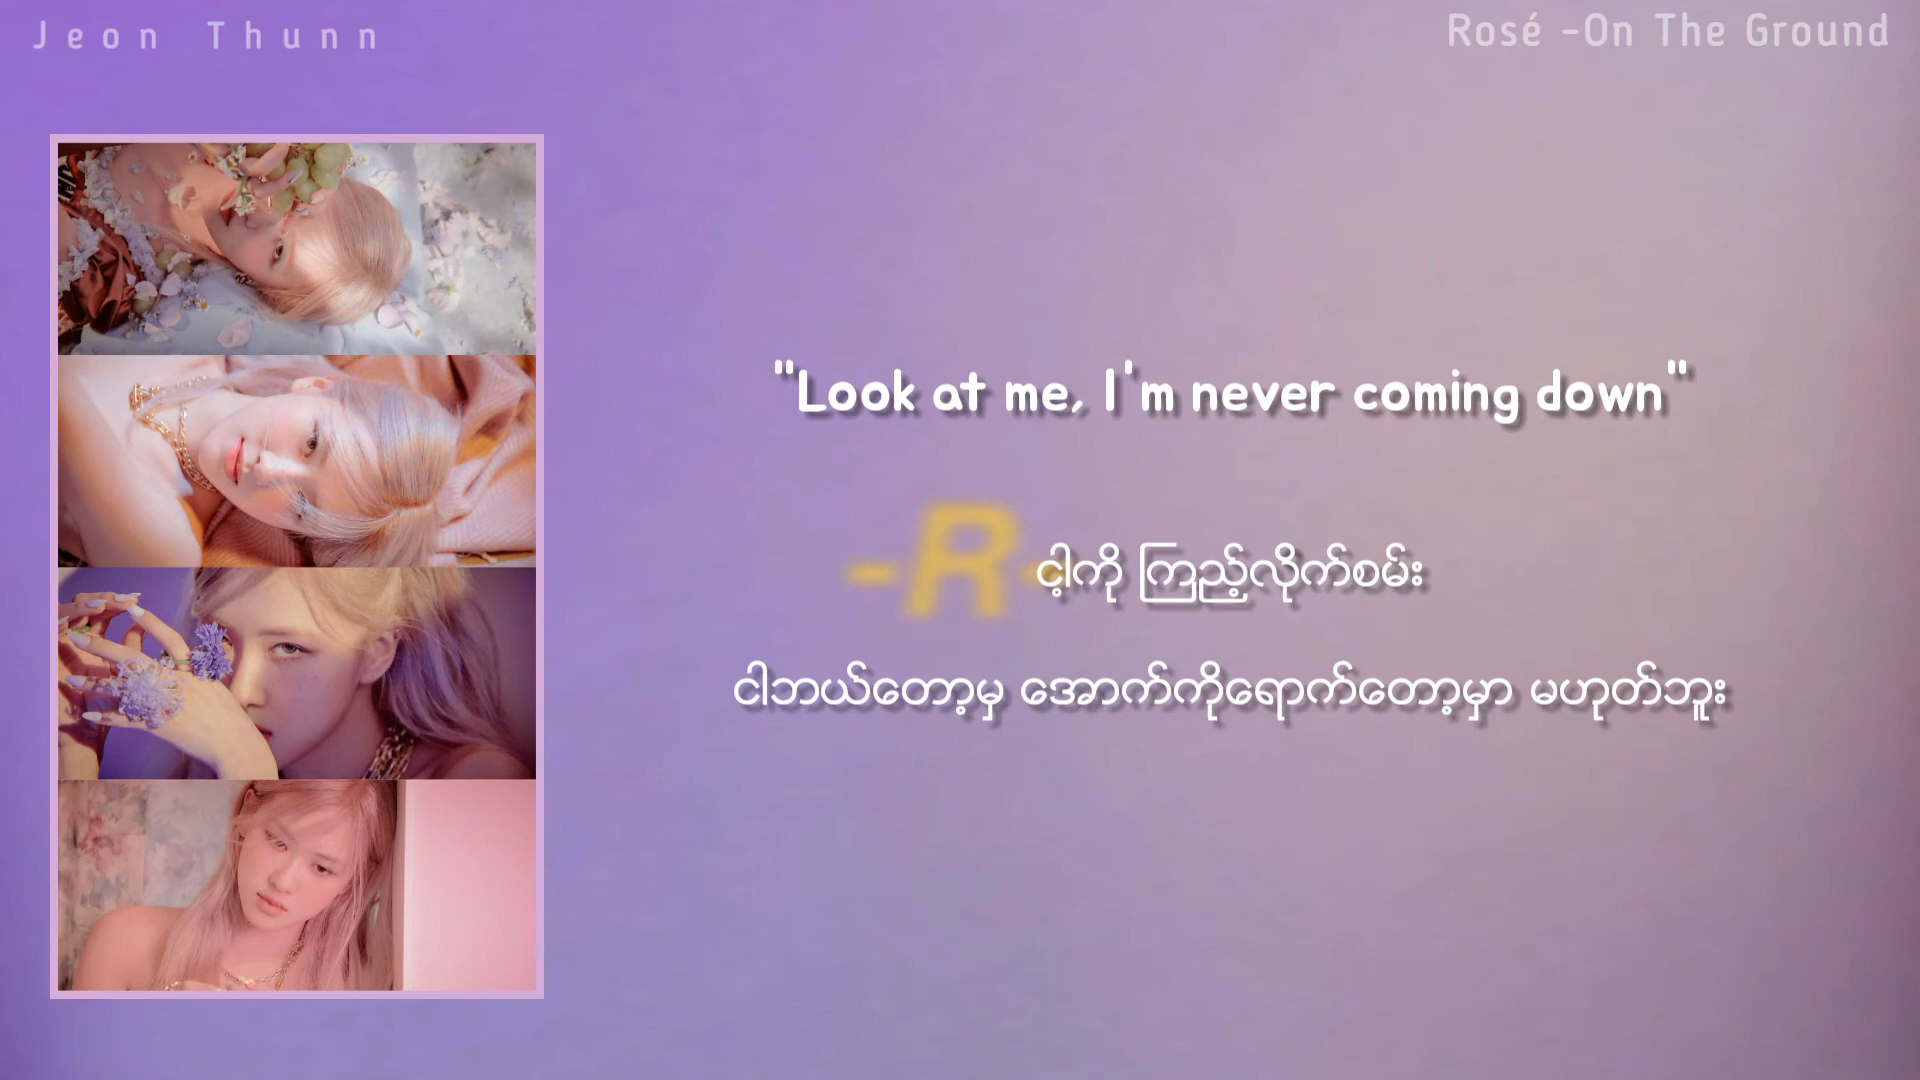 Jeon Thunn
Rosé -On The Ground
"Look at me, I'm never coming down"
-R-
ငါ့ကို ကြည့်လိုက်စမ်း
ငါဘယ်တော့မှ အောက်ကိုရောက်တော့မှာ မဟုတ်ဘူး